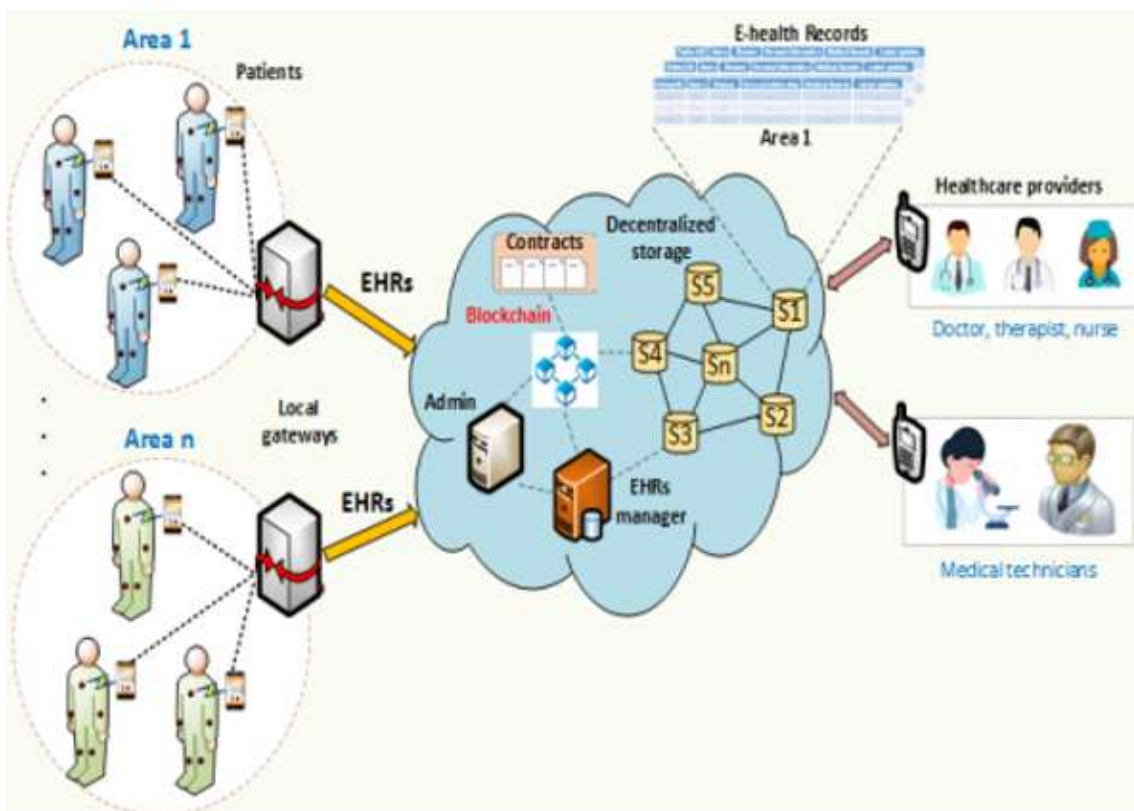 Area 1
Patients
E-health Records
Area 1
Healthcare providers
Decentralized
storage
Contracts
EHRs
Blockchain
S5
S1
S4
Sn
Doctor, therapist, nurse
Admin
S2
S3
Local
gateways
Area n
EHRs
EHRs
manager
Medical technicians